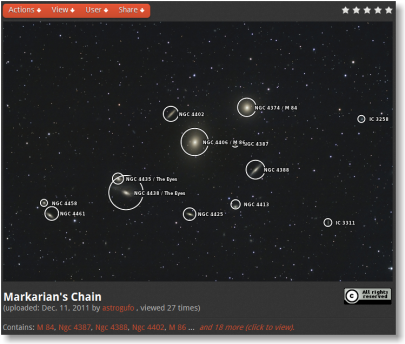 Actions View User Share
NGC 4402
NGC 4374 / M 84
IC 3258
NGC 4406 / M 86
NGC 4387
NGC 4388
NGC 4435 / The Eyes
NGC 4438 / The Eyes
NGC 4458
NGC 4461
NGC 4425
NGC 4413
IC 3311
Markarian's Chain
All rights
reserved
(uploaded: Dec. 11, 2011 by astrogufo , viewed 27 times)
Contains: M 84, Ngc 4387, Ngc 4388, Ngc 4402, M 86 ... and 18 more (click to view).